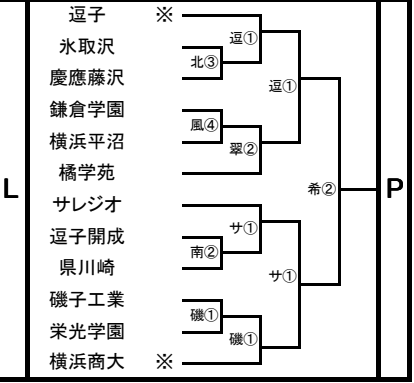 逗子 ※
氷取沢
慶應藤沢
鎌倉学園
横浜平沼
橘学苑
サレジオ
逗子開成
県川崎
磯子工業
栄光学園
横浜商大 ※
L
逗①
北③
逗①
風④
翠②
希②
サ①
南②
サ①
磯①
磯①
P